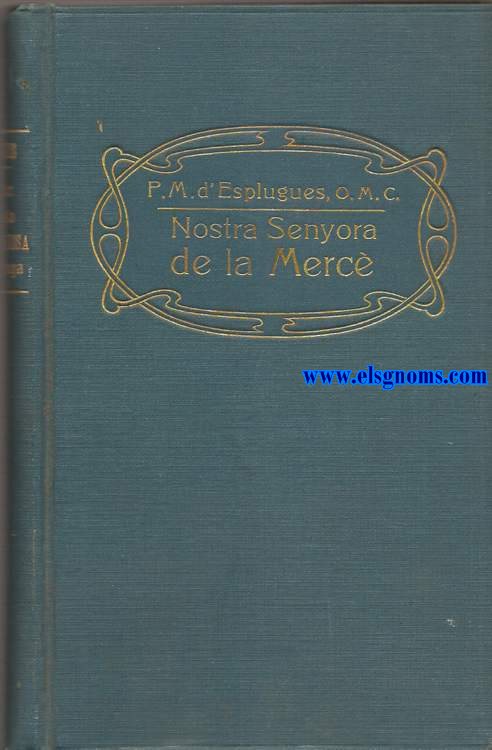 P. M. d'Esplugues, O. M. C.
Nostra Senyora
de la Mercè
www.elsgnoms.com